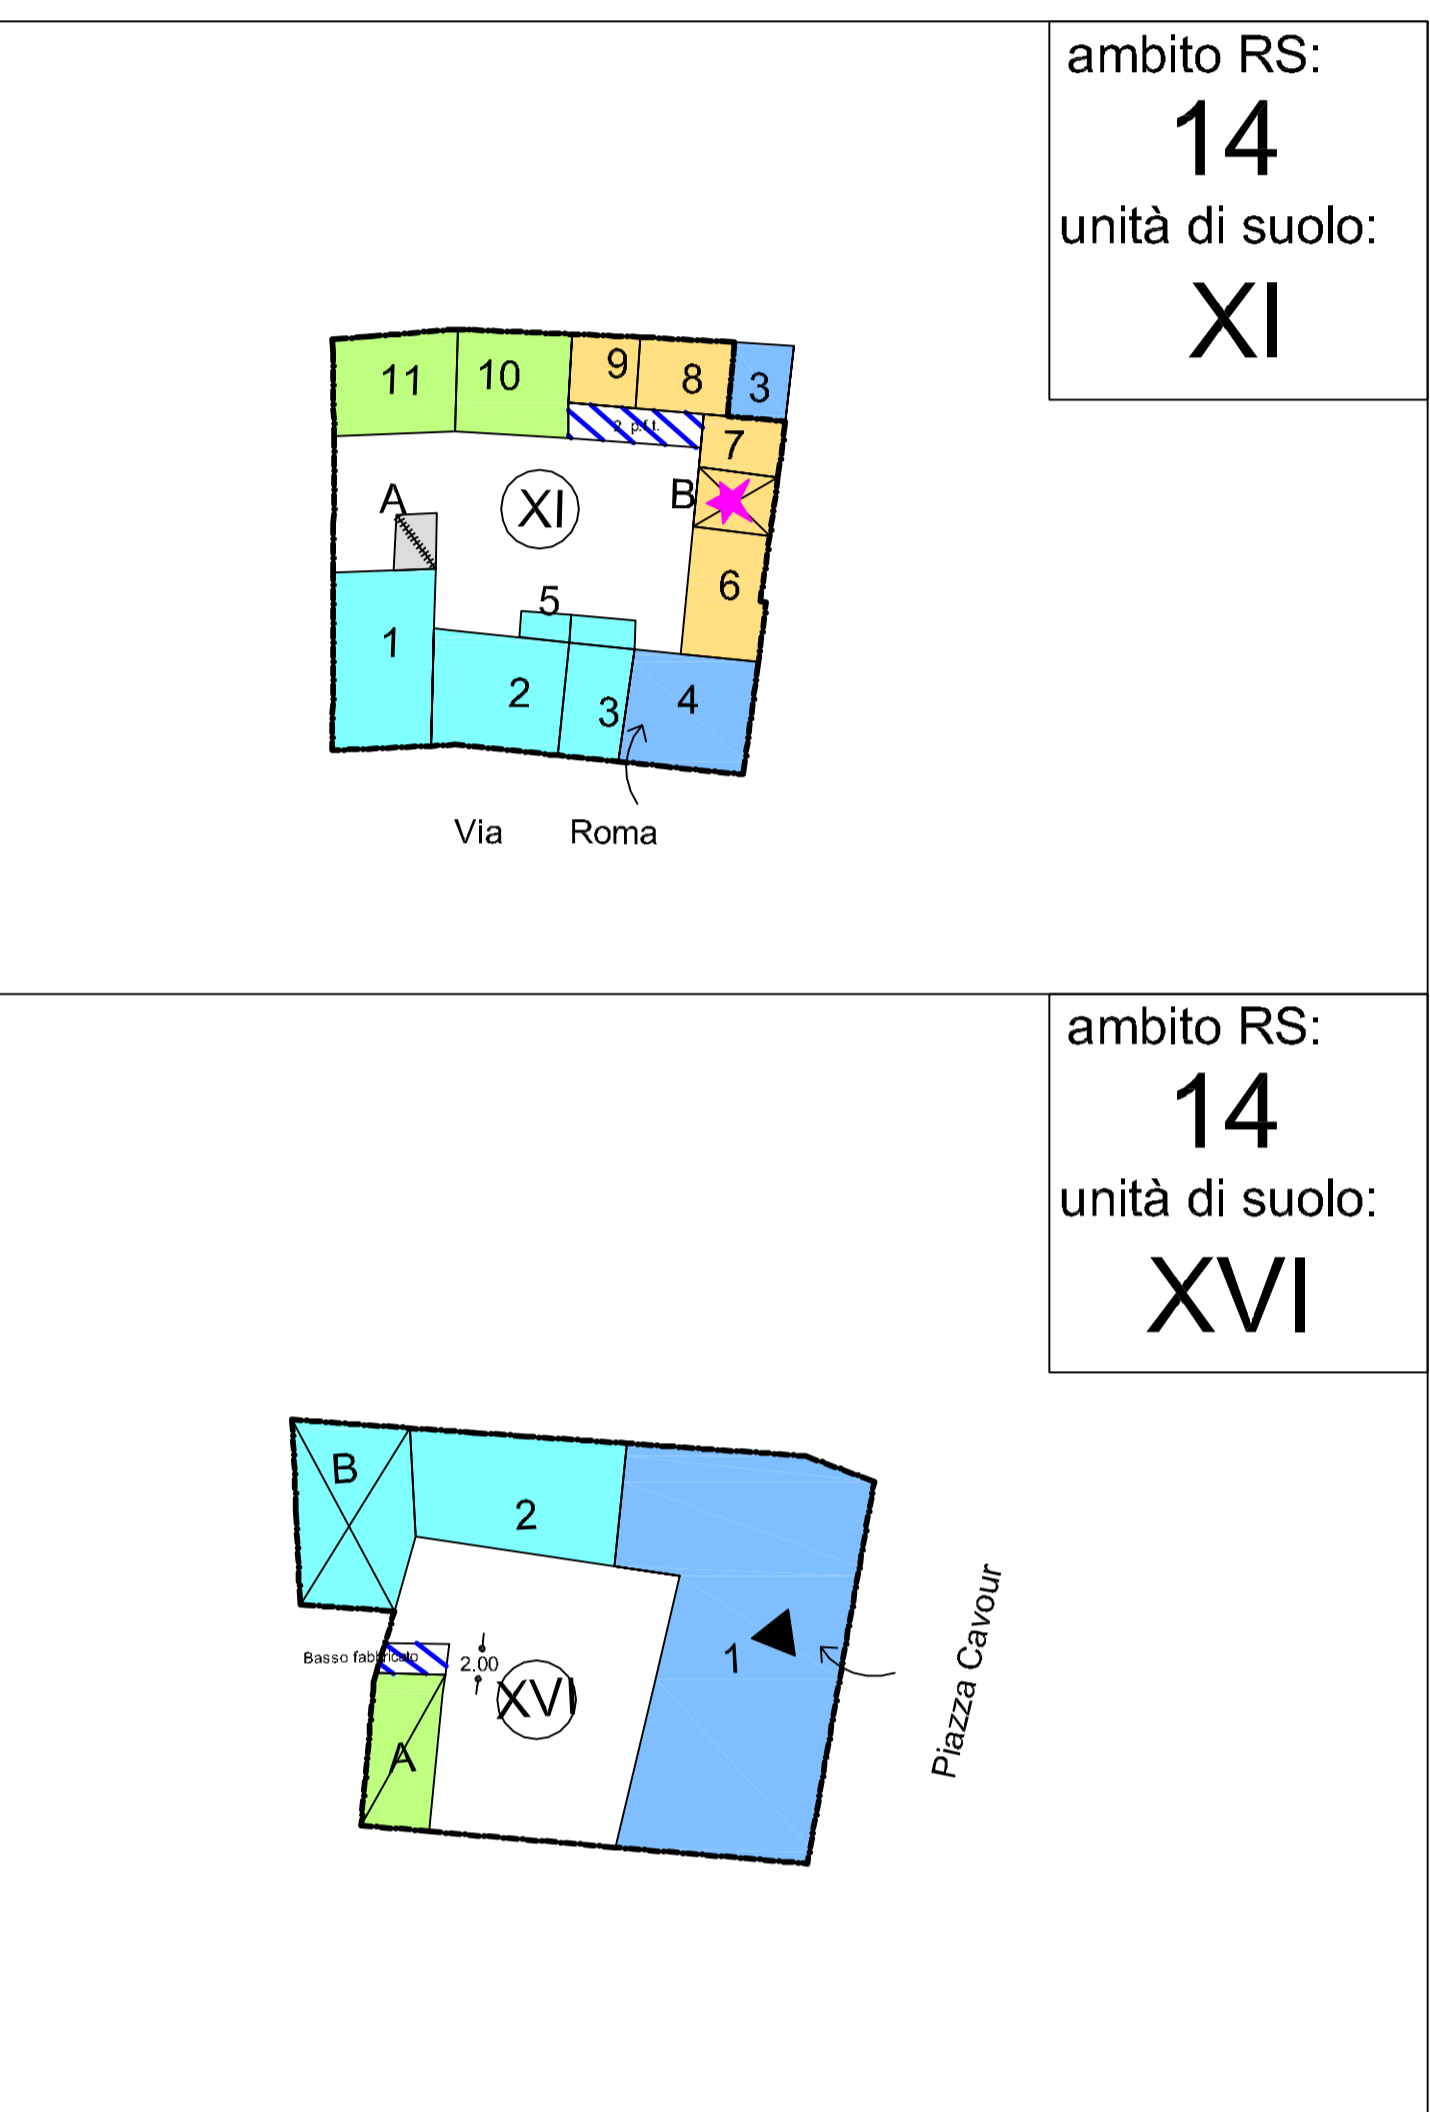 ambito RS:
14
unità di suolo:
XI
11
10
9
8
3
2 p.f.t.
7
A
XI
B
5
6
1
2
3
4
Via Roma
ambito RS:
14
unità di suolo:
XVI
B
2
Basso fabbricato
2.00
1
XVI
A
Piazza Cavour